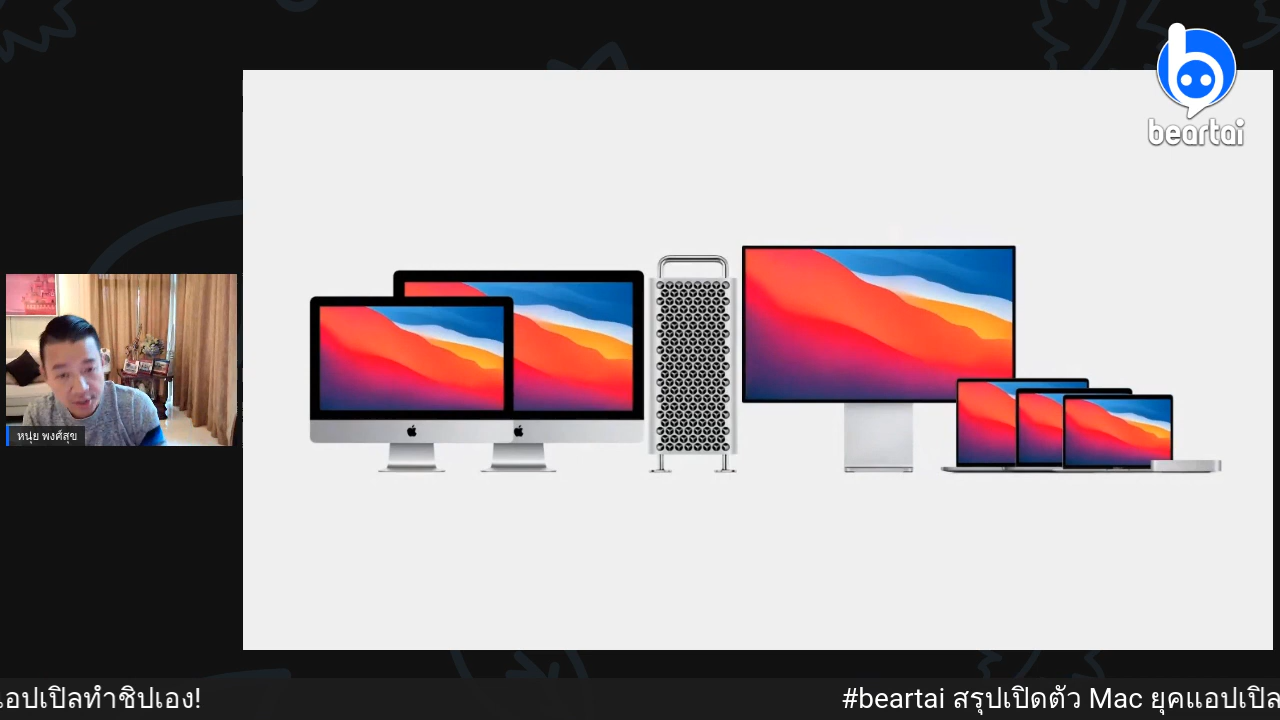 beartai
หนุ่ย พงศ์สุข
แอปเปิลทำชิปเอง!
#beartai สรุปเปิดตัว Mac ยุคแอปเปิล